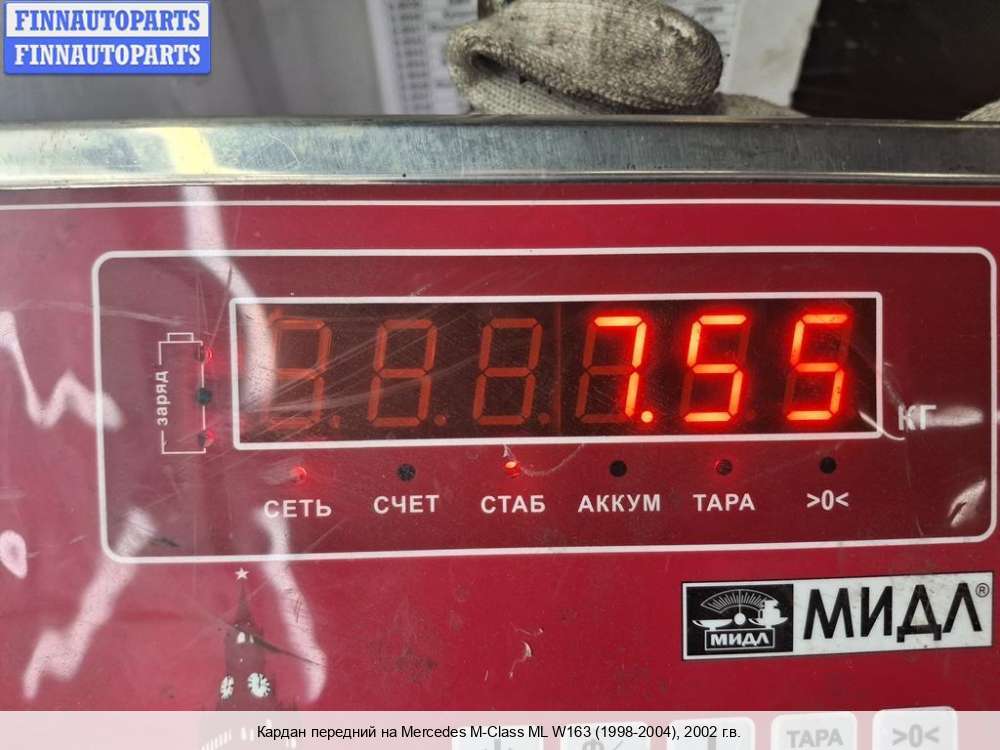 FINNAUTOPARTS
FINNAUTOPARTS
заряд
7.55
КГ
СЕТЬ СЧЕТ СТАБ АККУМ ТАРА >0<
МИДЛ МИДЛ®
ТАРА >0<
Кардан передний на Mercedes M-Class ML W163 (1998-2004), 2002 г.в.